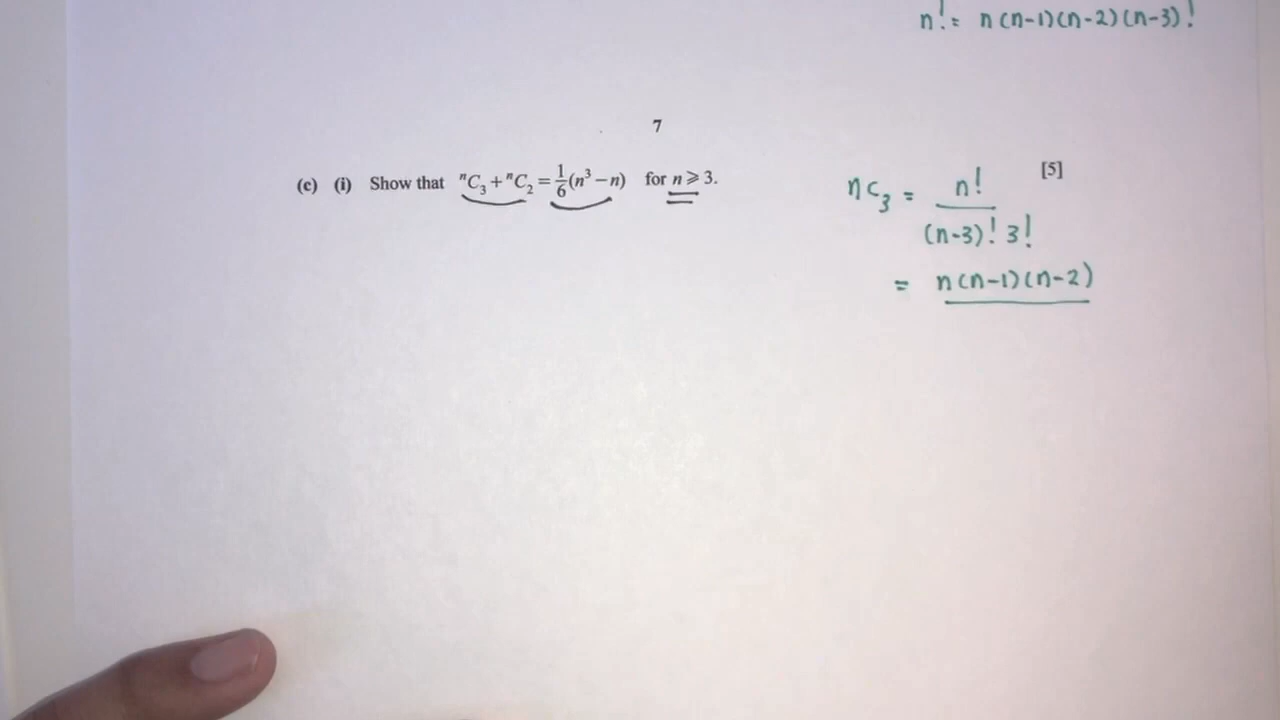 n! = n(n-1)(n-2)(n-3)!
7
(c) (i) Show that ⁿC₃ + ⁿC₂ = 1/6(n³ − n) for n ⩾ 3.
[5]
nC₃ = n!/(n-3)! 3!
= n(n-1)(n-2)